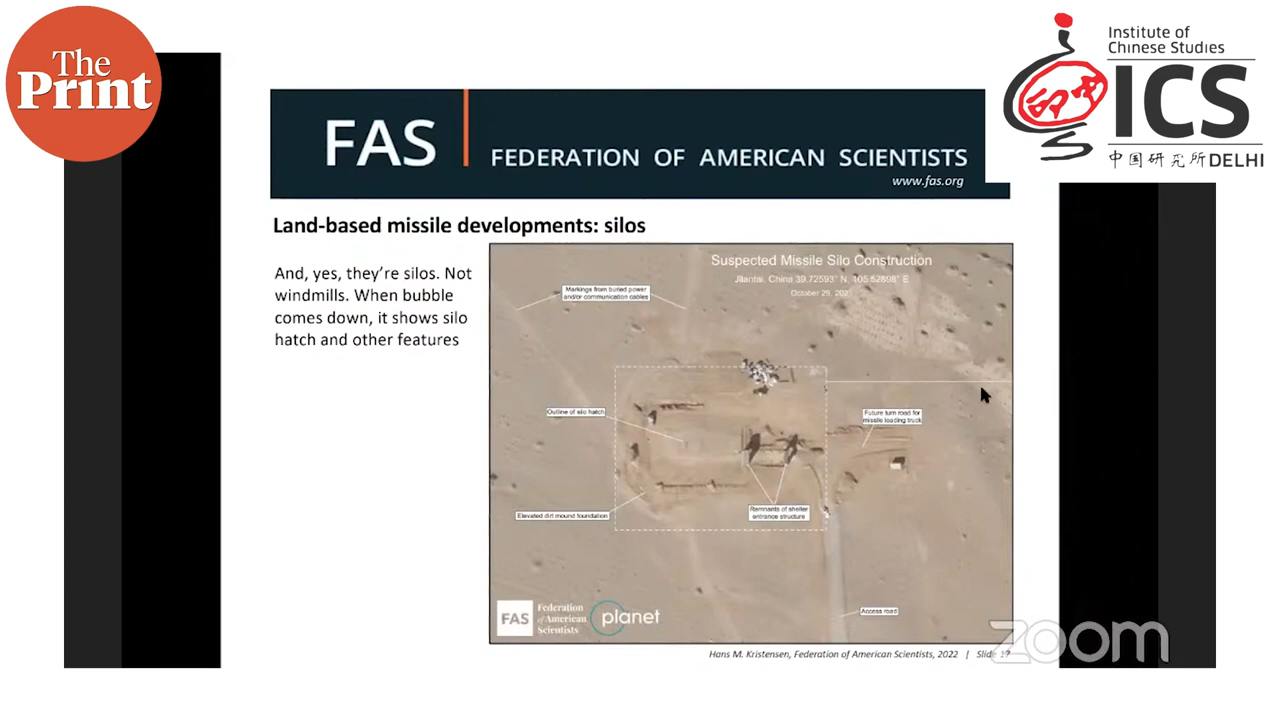 The
Print
Institute of
Chinese Studies
ICS
中国研究所DELHI
FAS
FEDERATION OF AMERICAN SCIENTISTS
www.fas.org
Land-based missile developments: silos
And, yes, they're silos. Not
windmills. When bubble
comes down, it shows silo
hatch and other features
Suspected Missile Silo Construction
Jilantai, China 39.72593° N, 105.52898° E
October 29, 202
Markings from buried power
and/or communication cables
Outline of silo hatch
Future turn road for
missile loading truck
Elevated dirt mound foundation
Remnants of shelter
entrance structure
Access road
FAS
Federation
of American
Scientists
planet
Hans M. Kristensen, Federation of American Scientists, 2022 | Slide 17
zoom